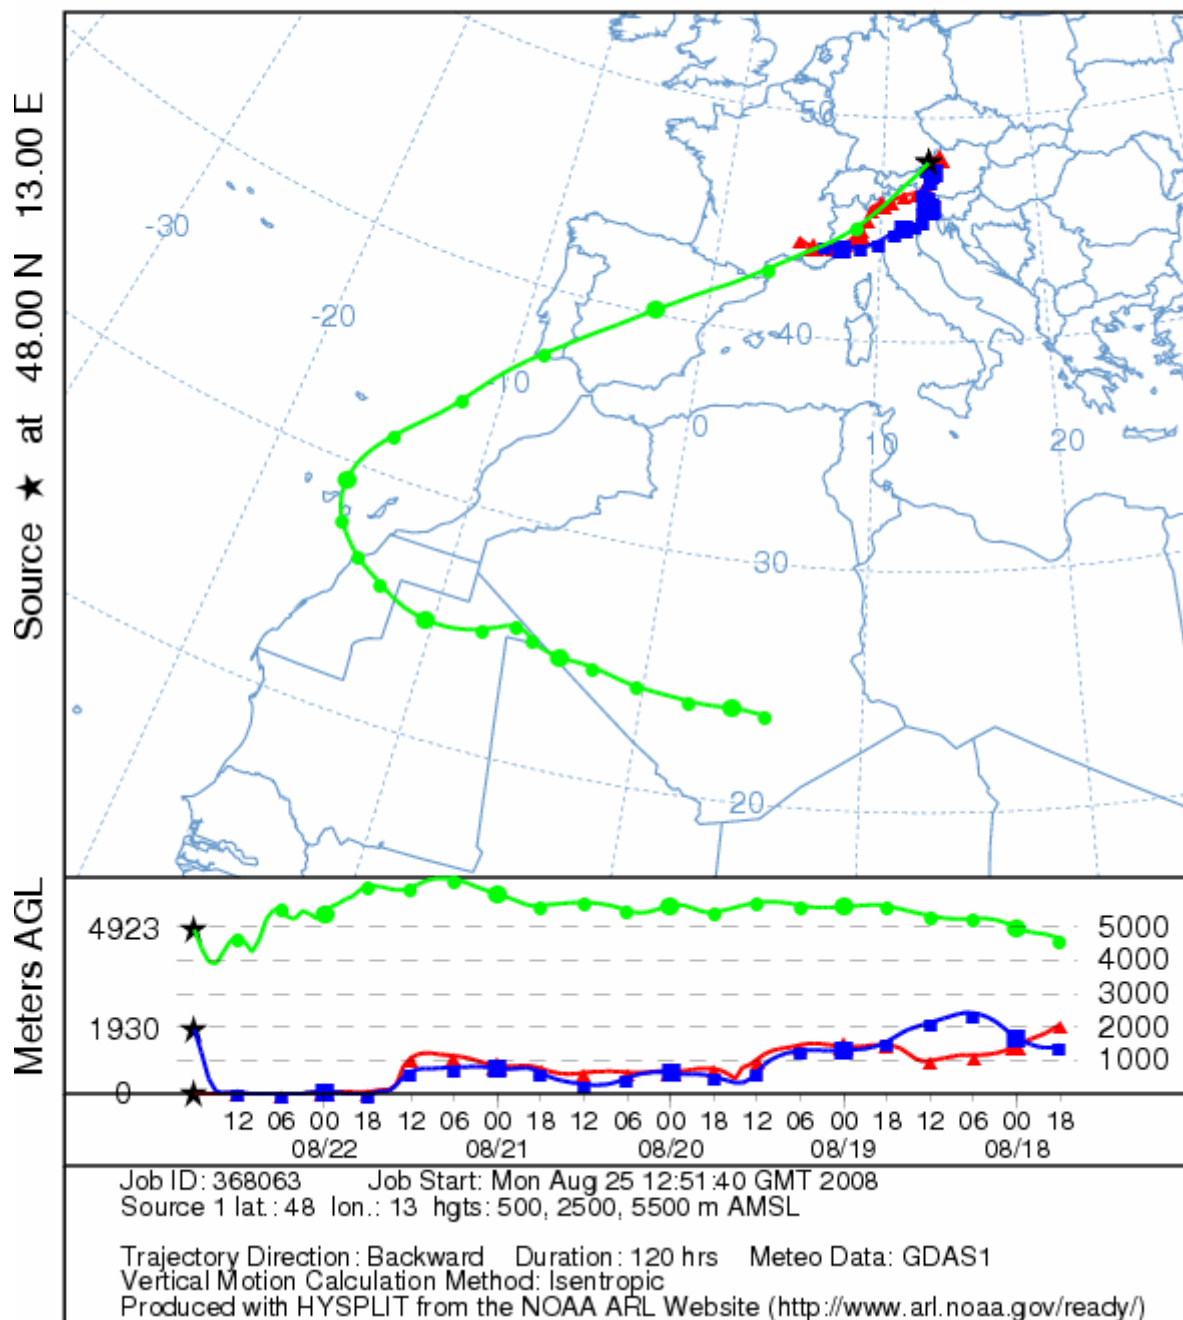 Source ★ at 48.00 N 13.00 E
50
-30
-20
40
-10
0
10
20
30
20
Meters AGL
4923
5000
4000
3000
1930
2000
1000
0
12 06 00 18 12 06 00 18 12 06 00 18 12 06 00 18 12 06 00 18
08/22 08/21 08/20 08/19 08/18
Job ID: 368063 Job Start: Mon Aug 25 12:51:40 GMT 2008
Source 1 lat.: 48 lon.: 13 hgts: 500, 2500, 5500 m AMSL
Trajectory Direction: Backward Duration: 120 hrs Meteo Data: GDAS1
Vertical Motion Calculation Method: Isentropic
Produced with HYSPLIT from the NOAA ARL Website (http://www.arl.noaa.gov/ready/)